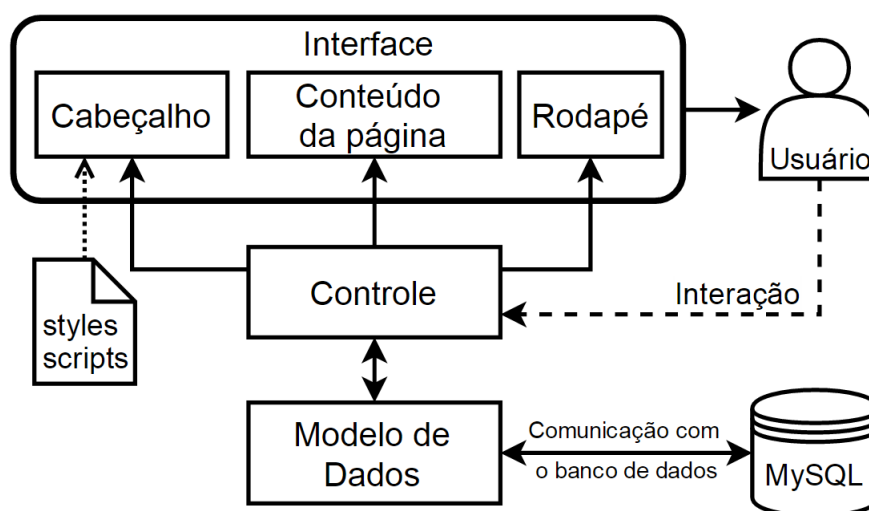 Interface
Cabeçalho
Conteúdo
da página
Rodapé
Usuário
styles
scripts
Controle
Interação
Modelo de
Dados
Comunicação com
o banco de dados
MySQL